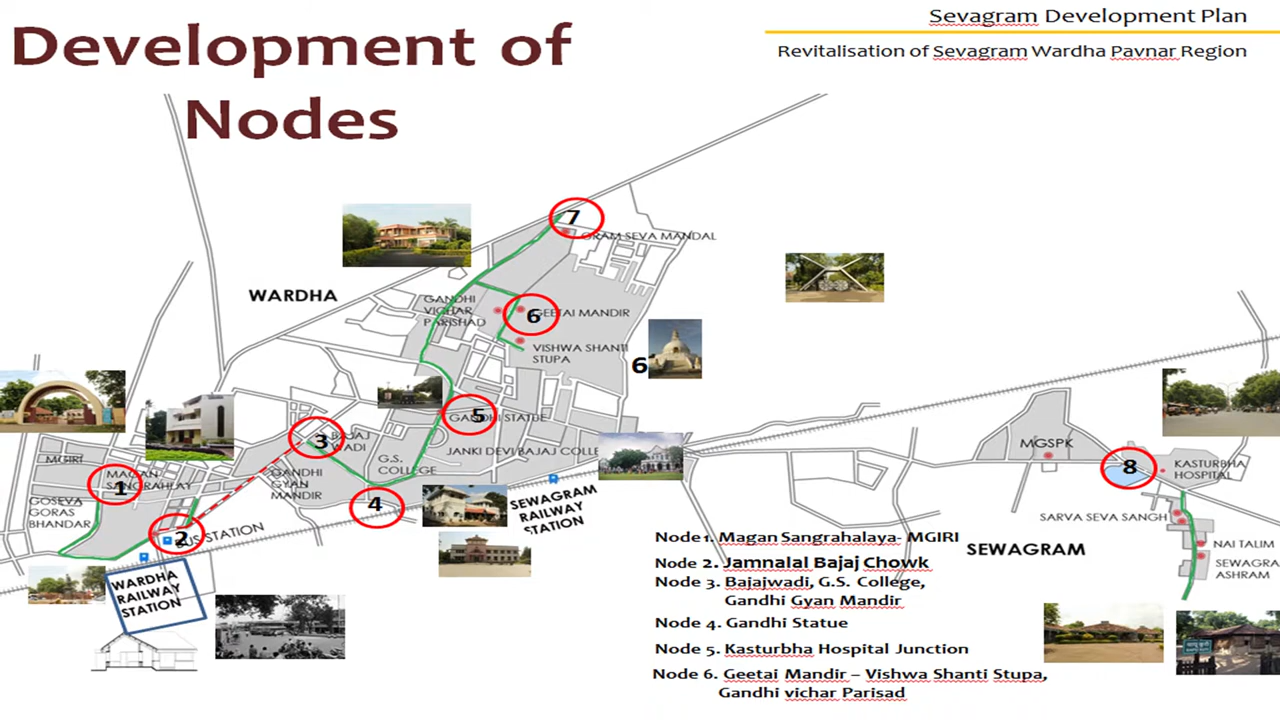 Development of
Nodes
Sevagram Development Plan
Revitalisation of Sevagram Wardha Pavnar Region
7
GRAM SEVA MANDAL
WARDHA
GANDHI
VICHAR
PARISHAD
6
GEETAI MANDIR
VISHWA SHANTI
STUPA
6
5
GANDHI STATUE
JANKI DEVI BAJAJ COLLE
3
BAJAJ
WADI
G.S.
COLLEGE
GANDHI
GYAN
MANDIR
4
MGIRI
1
MAGAN
SANGRAHLAY
GOSEVA
GORAS
BHANDAR
2
BUS STATION
WARDHA
RAILWAY
STATION
SEWAGRAM
RAILWAY
STATION
MGSPK
8
KASTURBHA
HOSPITAL
SARVA SEVA SANGH
NAI TALIM
SEWAGRA
ASHRAM
SEWAGRAM
Node1. Magan Sangrahalaya- MGIRI
Node 2. Jamnalal Bajaj Chowk
Node 3. Bajajwadi, G.S. College,
Gandhi Gyan Mandir
Node 4. Gandhi Statue
Node 5. Kasturbha Hospital Junction
Node 6. Geetai Mandir – Vishwa Shanti Stupa,
Gandhi vichar Parisad